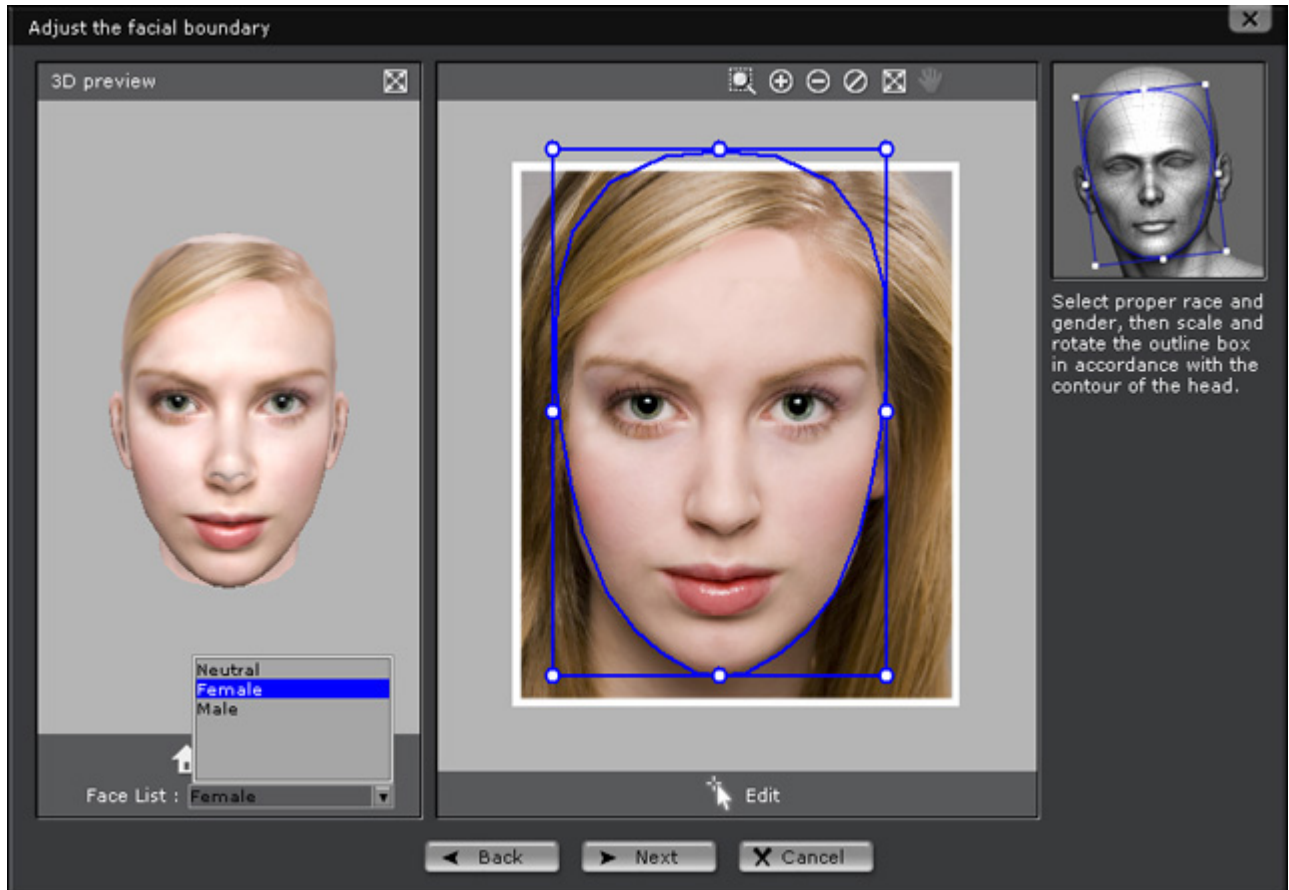 Adjust the facial boundary
3D preview
Select proper race and
gender, then scale and
rotate the outline box
in accordance with the
contour of the head.
Neutral
Female
Male
Face List : Female
Edit
Back
Next
Cancel